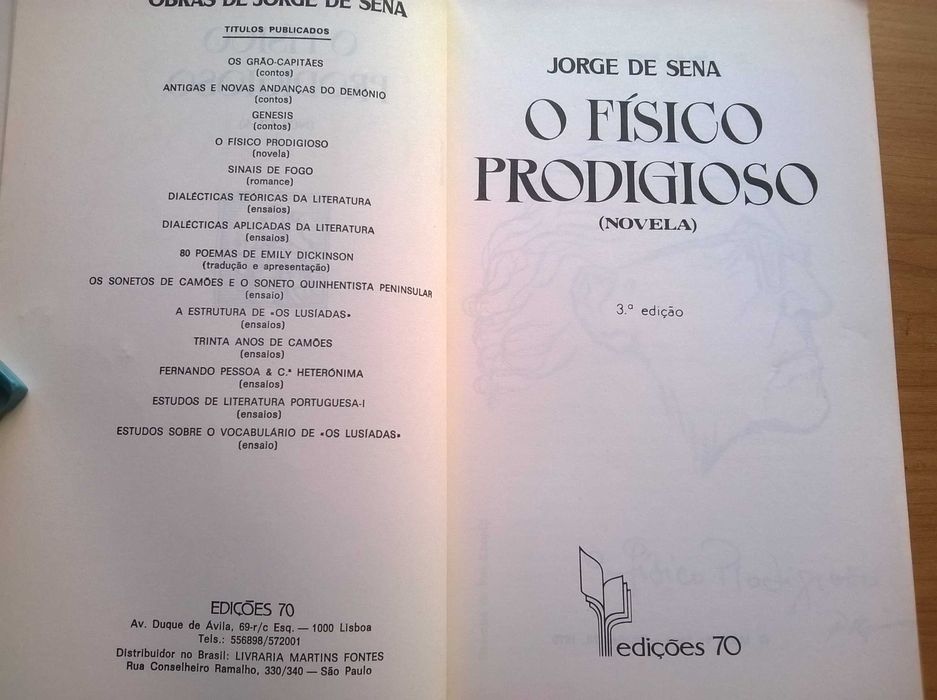 OBRAS DE JORGE DE SENA
TÍTULOS PUBLICADOS
OS GRÃO-CAPITÃES
(contos)
ANTIGAS E NOVAS ANDANÇAS DO DEMÓNIO
(contos)
GENESIS
(contos)
O FÍSICO PRODIGIOSO
(novela)
SINAIS DE FOGO
(romance)
DIALÉCTICAS TEÓRICAS DA LITERATURA
(ensaios)
DIALÉCTICAS APLICADAS DA LITERATURA
(ensaios)
80 POEMAS DE EMILY DICKINSON
(tradução e apresentação)
OS SONETOS DE CAMÕES E O SONETO QUINHENTISTA PENINSULAR
(ensaio)
A ESTRUTURA DE «OS LUSÍADAS»
(ensaios)
TRINTA ANOS DE CAMÕES
(ensaios)
FERNANDO PESSOA & C.ª HETERÓNIMA
(ensaios)
ESTUDOS DE LITERATURA PORTUGUESA-I
(ensaios)
ESTUDOS SOBRE O VOCABULÁRIO DE «OS LUSÍADAS»
(ensaio)
EDIÇÕES 70
Av. Duque de Ávila, 69-r/c Esq. — 1000 Lisboa
Tels.: 556898/572001
Distribuidor no Brasil: LIVRARIA MARTINS FONTES
Rua Conselheiro Ramalho, 330/340 — São Paulo
JORGE DE SENA
O FÍSICO
PRODIGIOSO
(NOVELA)
3.ª edição
edições 70